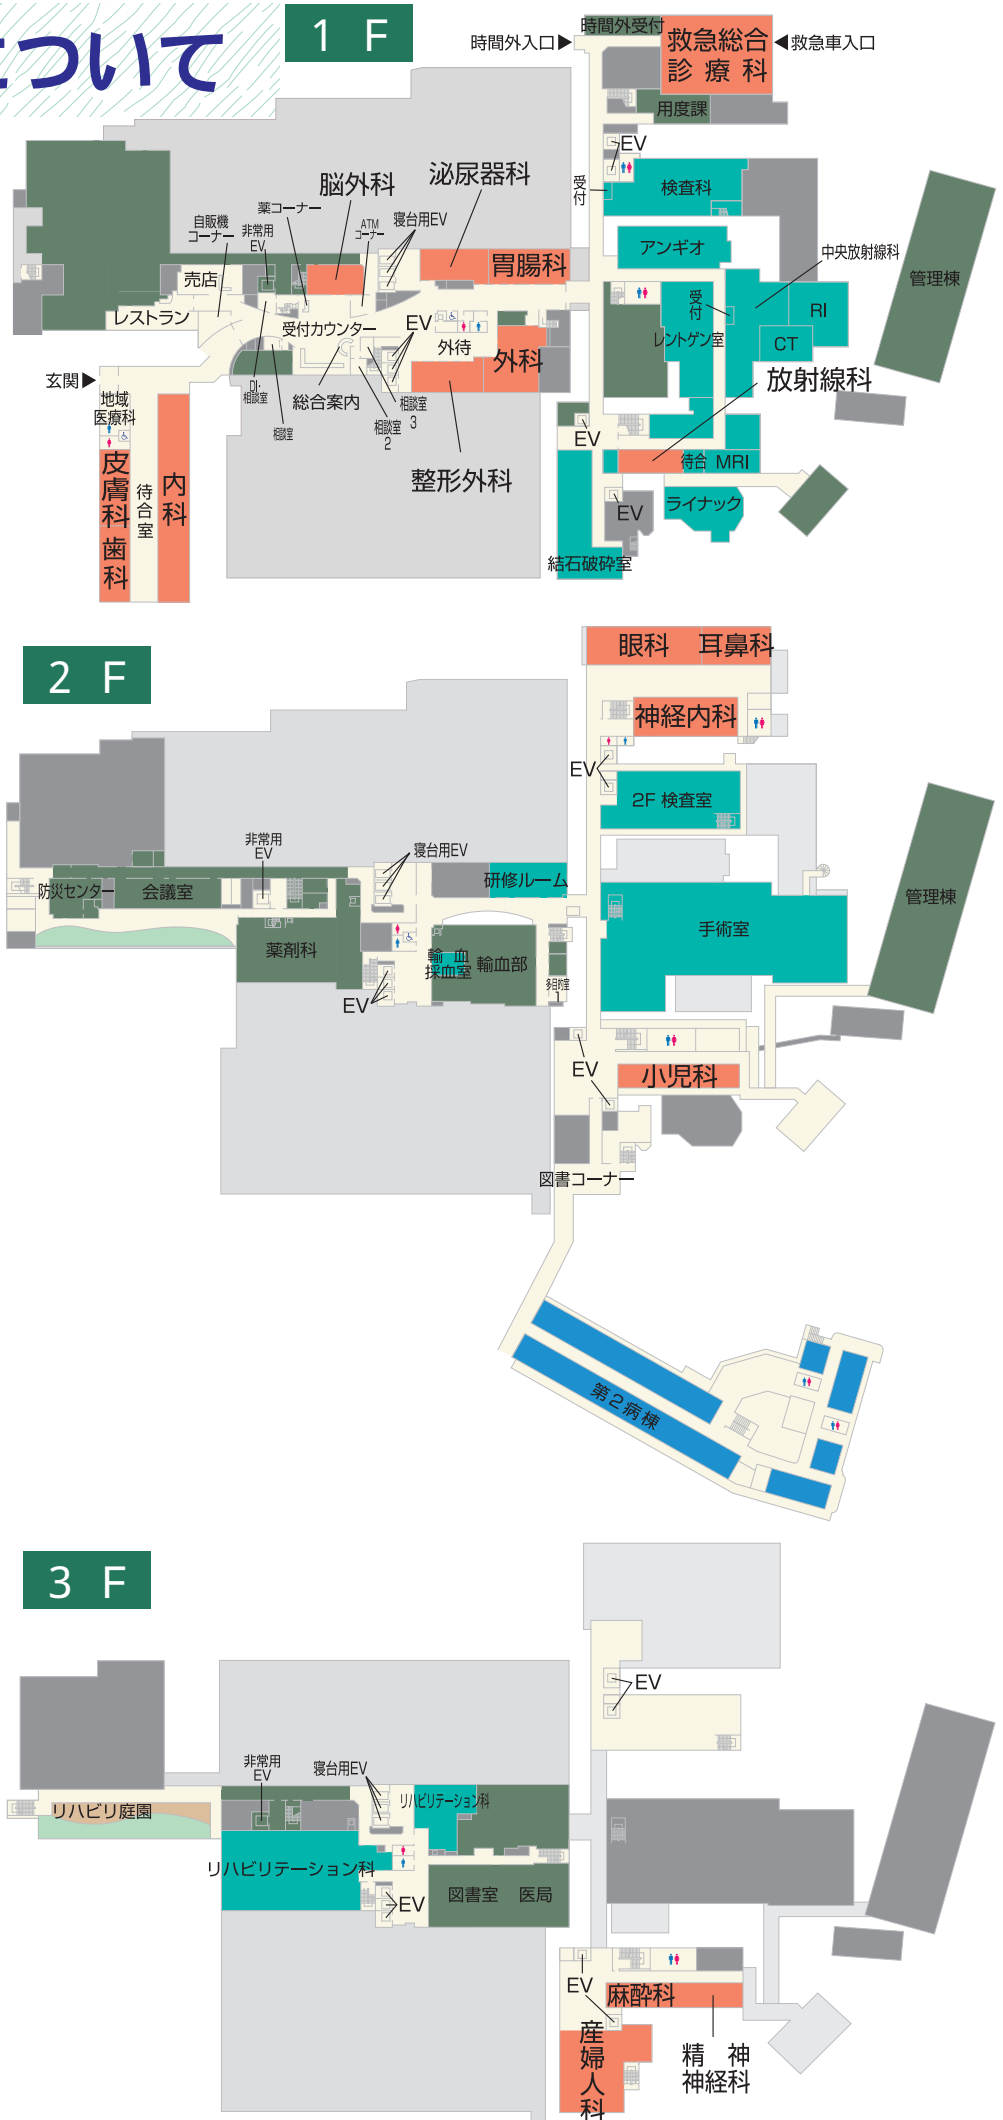 について
1 F
時間外受付
時間外入口
救急総合
診療科
救急車入口
用度課
EV
受付
検査科
脳外科
泌尿器科
薬コーナー
ATM
コーナー
寝台用EV
自販機
コーナー
非常用
EV
アンギオ
中央放射線科
管理棟
胃腸科
売店
受付
RI
レストラン
受付カウンター
EV
レントゲン室
CT
外待
外科
玄関
DI・
相談室
総合案内
相談室
3
放射線科
地域
医療科
相談室
相談室
2
EV
整形外科
待合
MRI
皮膚科
待合室
内科
EV
ライナック
歯科
結石破砕室
2 F
眼科
耳鼻科
神経内科
EV
2F 検査室
非常用
EV
寝台用EV
研修ルーム
防災センター
会議室
管理棟
手術室
薬剤科
輸血
採血室
輸血部
EV
1
EV
小児科
図書コーナー
第2病棟
3 F
EV
非常用
EV
寝台用EV
リハビリ庭園
リハビリテーション科
リハビリテーション科
図書室
医局
EV
EV
麻酔科
産婦人科
精神
神経科